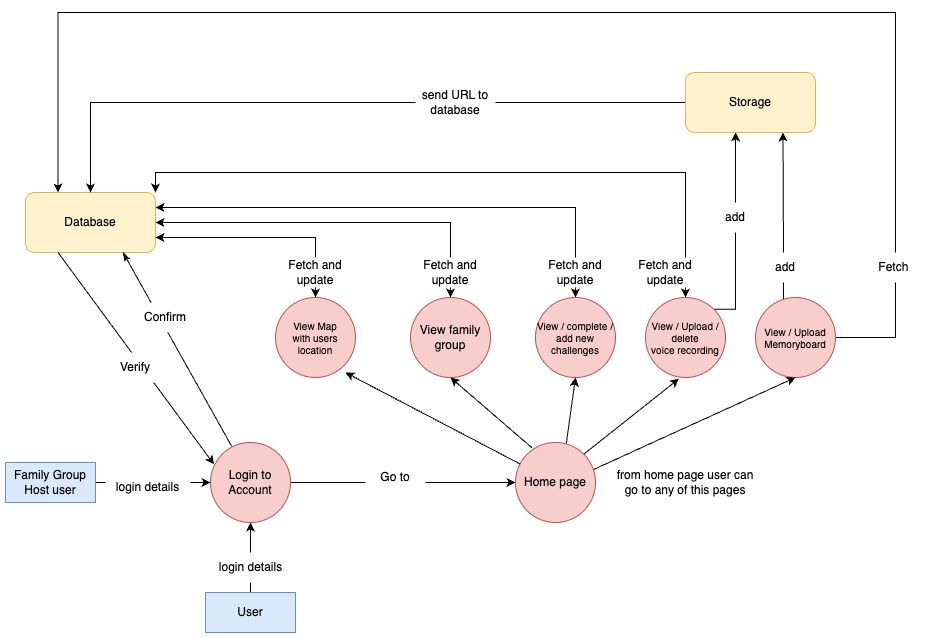 send URL to
database
Storage
Database
add
Fetch and
update
Fetch and
update
Fetch and
update
Fetch and
update
add
Fetch
Confirm
Verify
View Map
with users
location
View family
group
View / complete /
add new
challenges
View / Upload /
delete
voice recording
View / Upload
Memoryboard
Family Group
Host user
login details
Login to
Account
Go to
Home page
from home page user can
go to any of this pages
login details
User